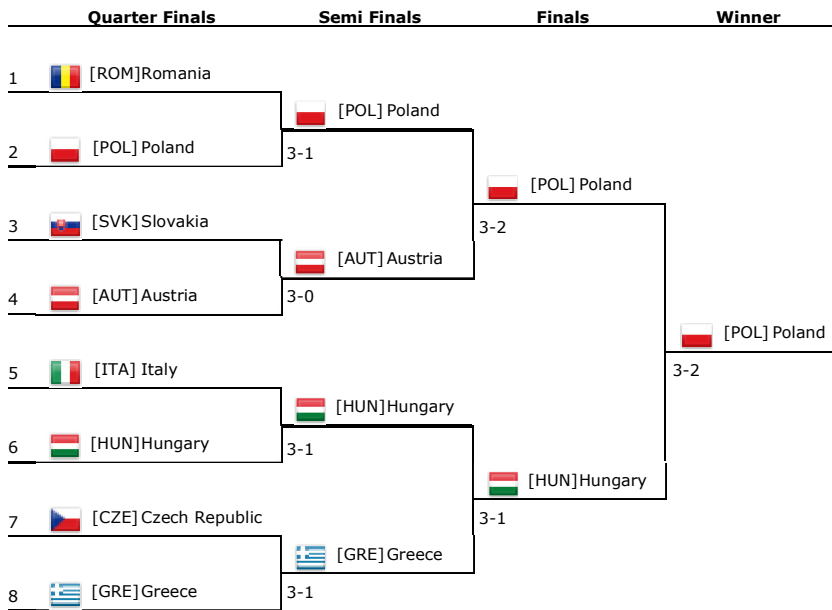 Quarter Finals Semi Finals Finals Winner
1 [ROM]Romania
[POL] Poland
2 [POL] Poland
3-1
[POL] Poland
3 [SVK] Slovakia
3-2
[AUT] Austria
4 [AUT] Austria
3-0
[POL] Poland
5 [ITA] Italy
3-2
[HUN]Hungary
6 [HUN]Hungary
3-1
[HUN]Hungary
7 [CZE] Czech Republic
3-1
[GRE] Greece
8 [GRE] Greece
3-1